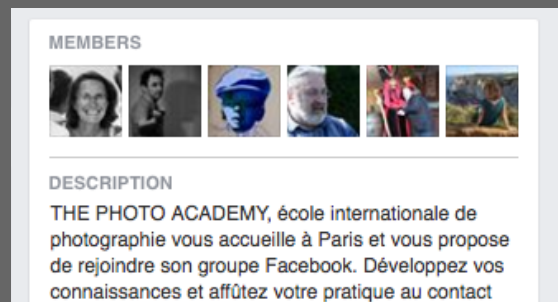 MEMBERS
DESCRIPTION
THE PHOTO ACADEMY, école internationale de
photographie vous accueille à Paris et vous propose
de rejoindre son groupe Facebook. Développez vos
connaissances et affûtez votre pratique au contact